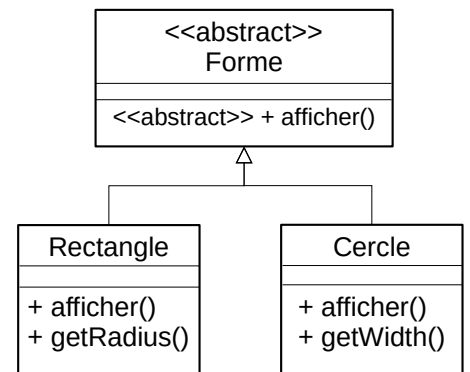 <<abstract>>
Forme
<<abstract>> + afficher()
Rectangle
+ afficher()
+ getRadius()
Cercle
+ afficher()
+ getWidth()